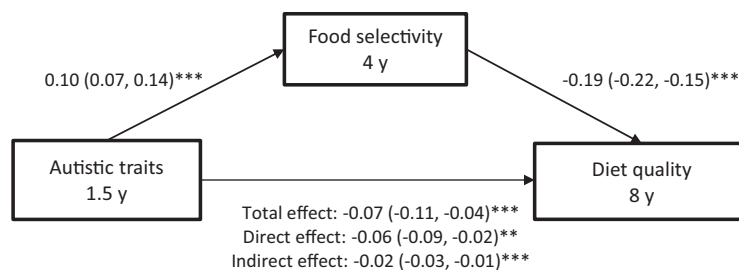 Food selectivity
4 y
0.10 (0.07, 0.14)***
-0.19 (-0.22, -0.15)***
Autistic traits
1.5 y
Diet quality
8 y
Total effect: -0.07 (-0.11, -0.04)***
Direct effect: -0.06 (-0.09, -0.02)**
Indirect effect: -0.02 (-0.03, -0.01)***